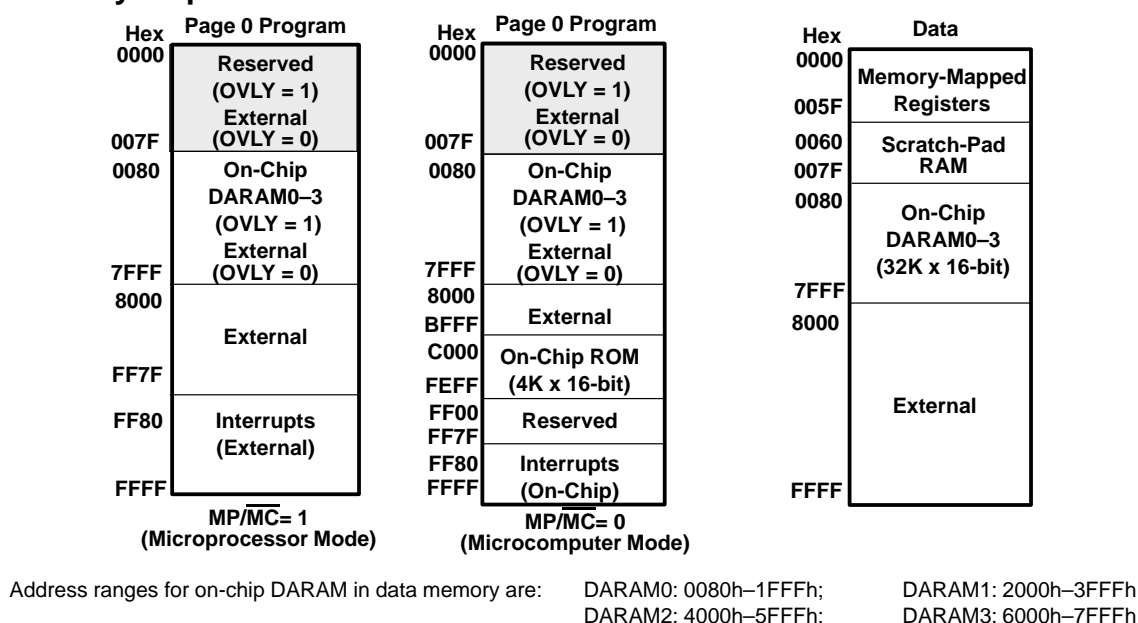 Page 0 Program
Hex
0000
Reserved
(OVLY = 1)
External
(OVLY = 0)
007F
0080
On-Chip
DARAM0–3
(OVLY = 1)
External
(OVLY = 0)
7FFF
8000
External
FF7F
FF80
Interrupts
(External)
FFFF
MP/MC= 1
(Microprocessor Mode)
Page 0 Program
Hex
0000
Reserved
(OVLY = 1)
External
(OVLY = 0)
007F
0080
On-Chip
DARAM0–3
(OVLY = 1)
External
(OVLY = 0)
7FFF
8000
External
BFFF
C000
On-Chip ROM
(4K x 16-bit)
FEFF
FF00
Reserved
FF7F
FF80
Interrupts
(On-Chip)
FFFF
MP/MC= 0
(Microcomputer Mode)
Data
Hex
0000
Memory-Mapped
Registers
005F
0060
Scratch-Pad
RAM
007F
0080
On-Chip
DARAM0–3
(32K x 16-bit)
7FFF
8000
External
FFFF
Address ranges for on-chip DARAM in data memory are: DARAM0: 0080h–1FFFh; DARAM1: 2000h–3FFFh
DARAM2: 4000h–5FFFh; DARAM3: 6000h–7FFFh